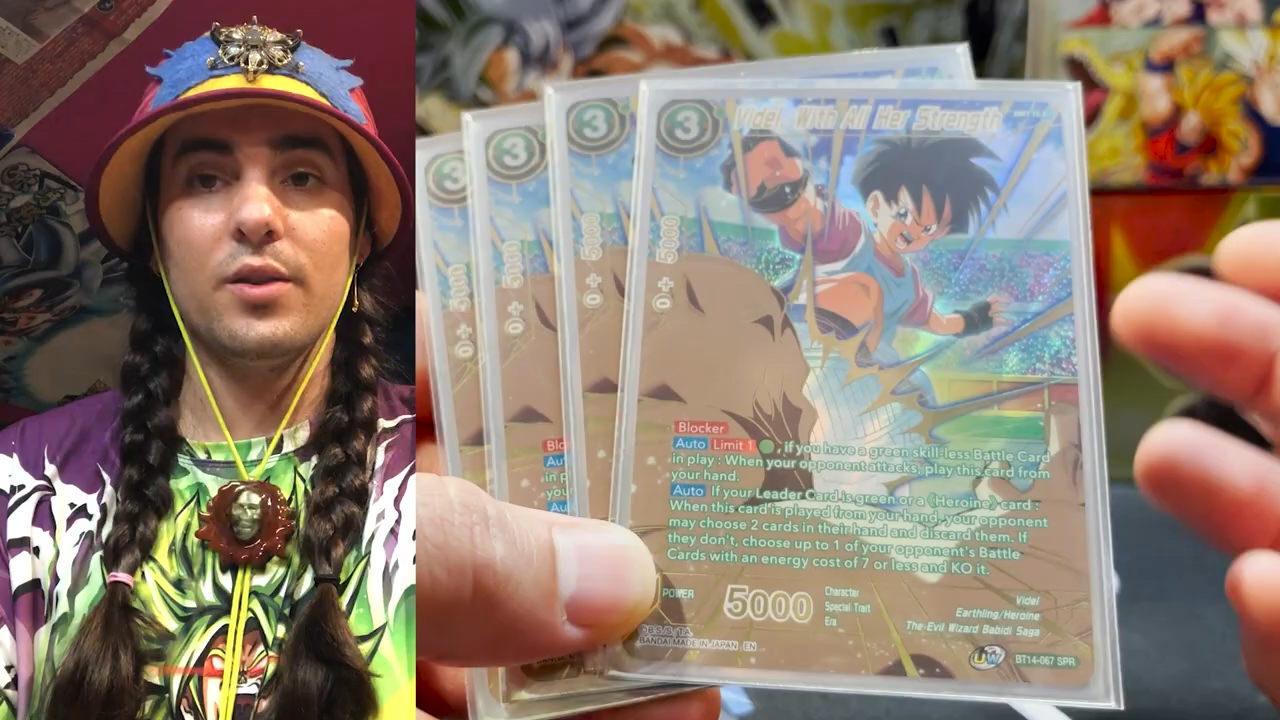 3
3
3
3
Videl, With All Her Strength
0+ 5000
0+ 5000
0+ 5000
0+ 5000
Blocker
Auto Limit 1 , if you have a green skill-less Battle Card
in play : When your opponent attacks, play this card from
your hand.
Auto If your Leader Card is green or a 《Heroine》 card :
When this card is played from your hand, your opponent
may choose 2 cards in their hand and discard them. If
they don't, choose up to 1 of your opponent's Battle
Cards with an energy cost of 7 or less and KO it.
POWER 5000
Character Videl
Special Trait Earthling/Heroine
Era The Evil Wizard Babidi Saga
©B.S./S.,T.A.
BANDAI MADE IN JAPAN EN
UW BT14-067 SPR